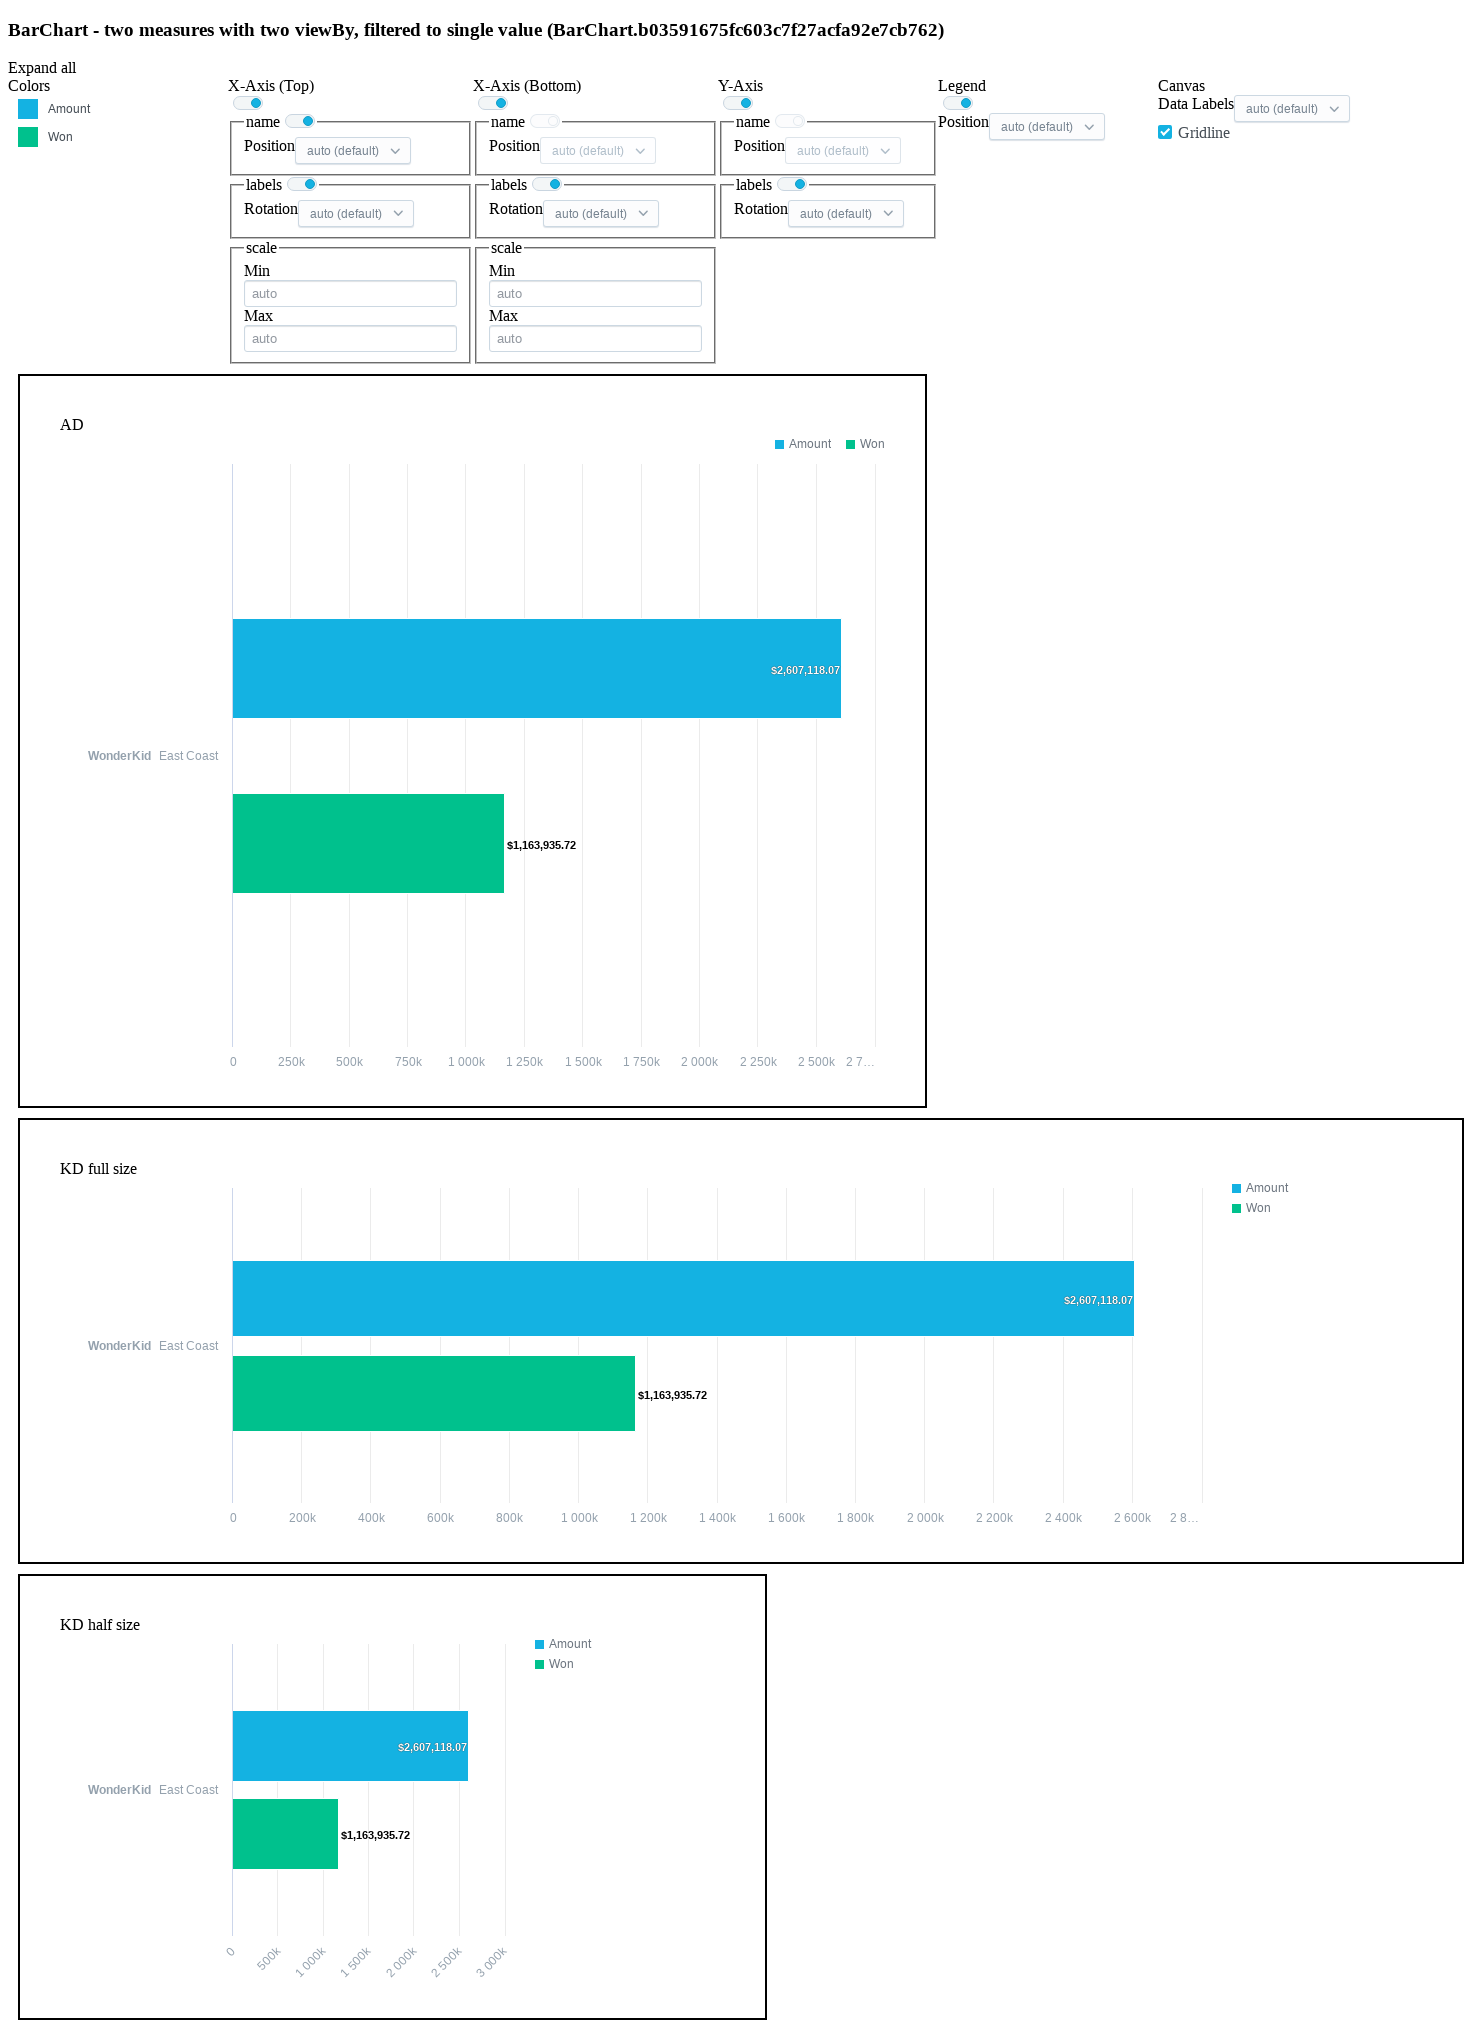 BarChart - two measures with two viewBy, filtered to single value (BarChart.b03591675fc603c7f27acfa92e7cb762)
Expand all
Colors
Amount
Won
X-Axis (Top)
name
Position auto (default)
labels
Rotation auto (default)
scale
Min
auto
Max
auto
X-Axis (Bottom)
name
Position auto (default)
labels
Rotation auto (default)
scale
Min
auto
Max
auto
Y-Axis
name
Position auto (default)
labels
Rotation auto (default)
Legend
Position auto (default)
Canvas
Data Labels auto (default)
Gridline
AD
Amount Won
$2,607,118.07
WonderKid East Coast
$1,163,935.72
0 250k 500k 750k 1 000k 1 250k 1 500k 1 750k 2 000k 2 250k 2 500k 2 7…
KD full size
Amount
Won
$2,607,118.07
WonderKid East Coast
$1,163,935.72
0 200k 400k 600k 800k 1 000k 1 200k 1 400k 1 600k 1 800k 2 000k 2 200k 2 400k 2 600k 2 8…
KD half size
Amount
Won
$2,607,118.07
WonderKid East Coast
$1,163,935.72
0 500k 1 000k 1 500k 2 000k 2 500k 3 000k